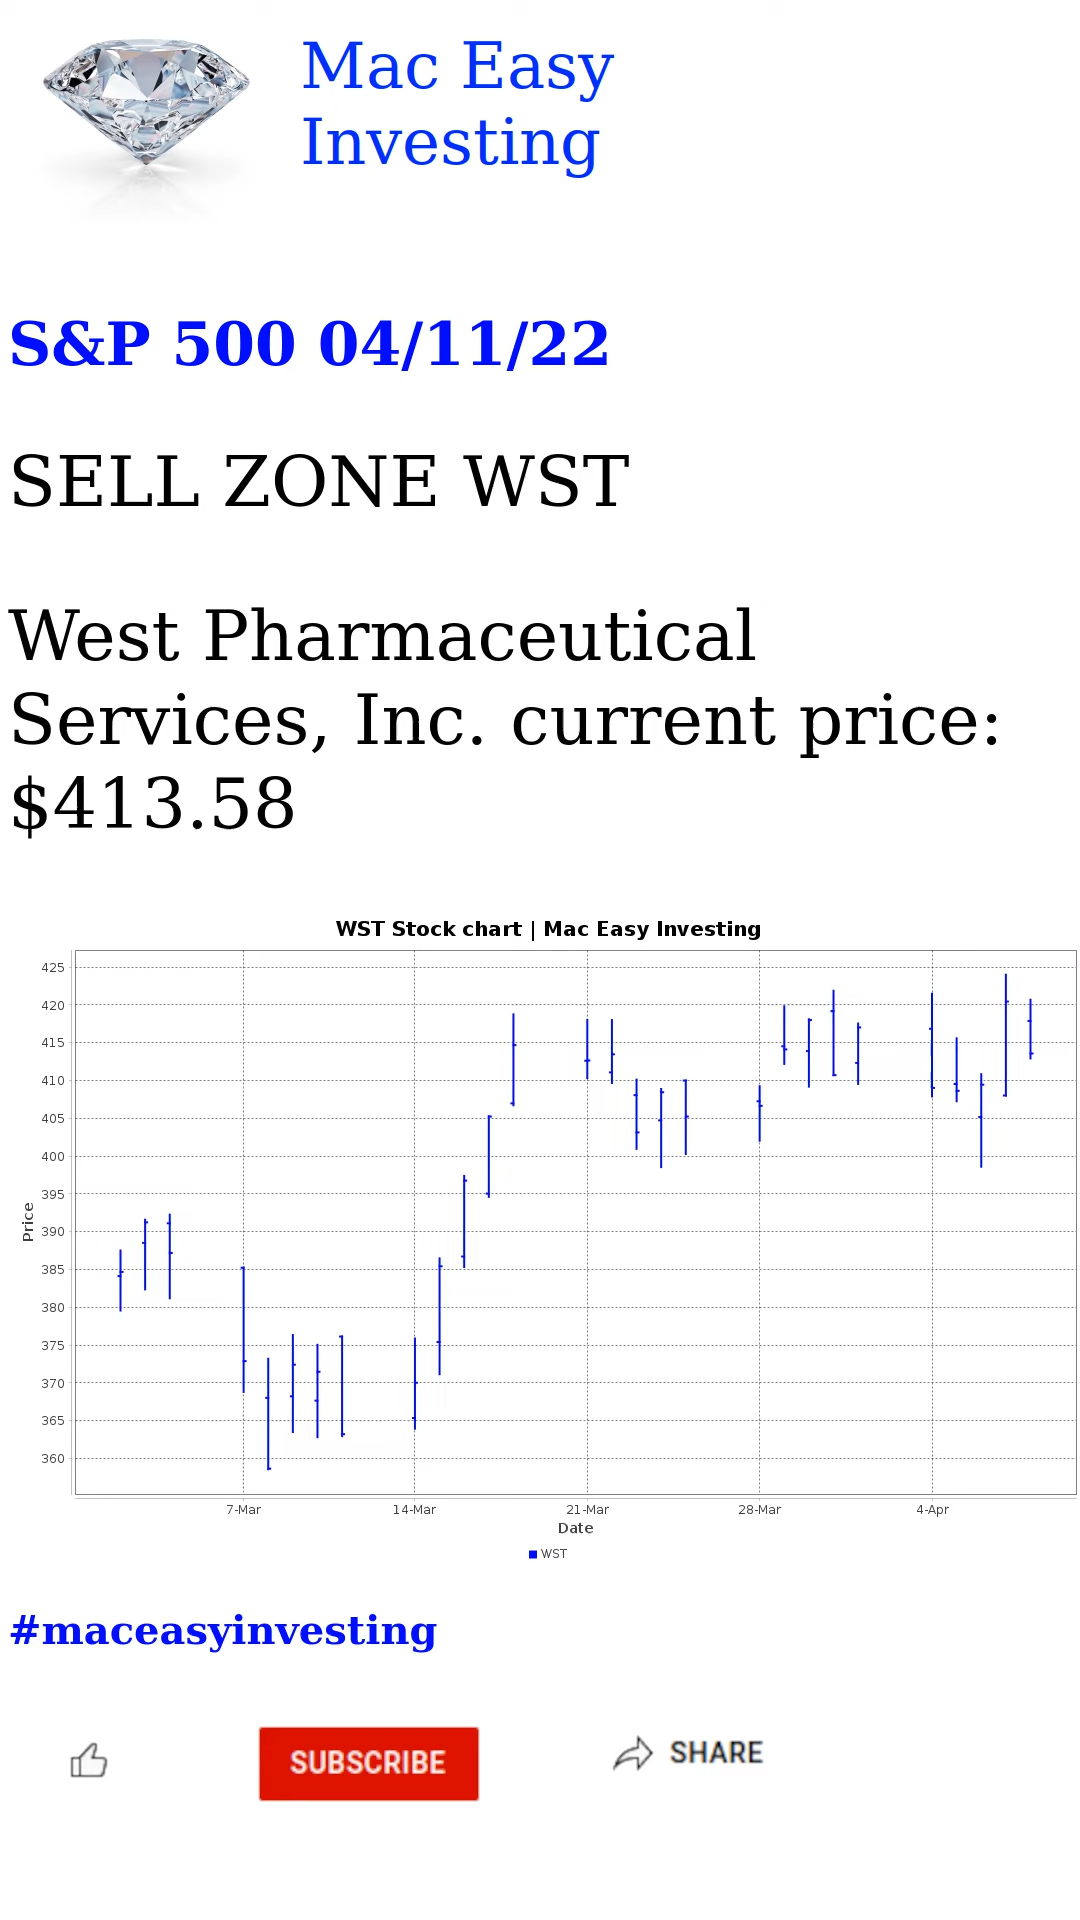 Mac Easy
Investing
S&P 500 04/11/22
SELL ZONE WST
West Pharmaceutical
Services, Inc. current price:
$413.58
WST Stock chart | Mac Easy Investing
425
420
415
410
405
400
395
390
385
380
375
370
365
360
Price
7-Mar 14-Mar 21-Mar 28-Mar 4-Apr
Date
WST
#maceasyinvesting
SUBSCRIBE SHARE